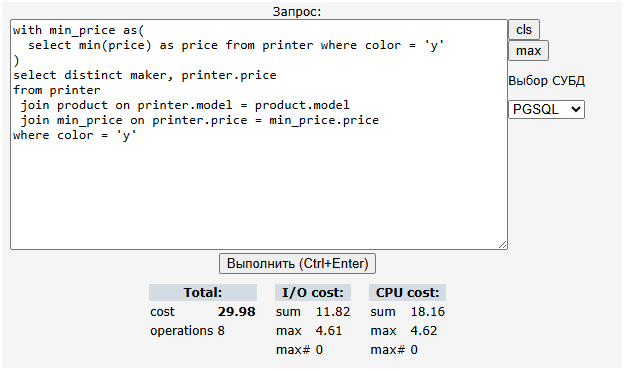 Запрос:
with min_price as(
  select min(price) as price from printer where color = 'y'
)
select distinct maker, printer.price
from printer
 join product on printer.model = product.model
 join min_price on printer.price = min_price.price
where color = 'y'
cls
max
Выбор СУБД
PGSQL
Выполнить (Ctrl+Enter)
Total: I/O cost: CPU cost:
cost 29.98 sum 11.82 sum 18.16
operations 8 max 4.61 max 4.62
max# 0 max# 0